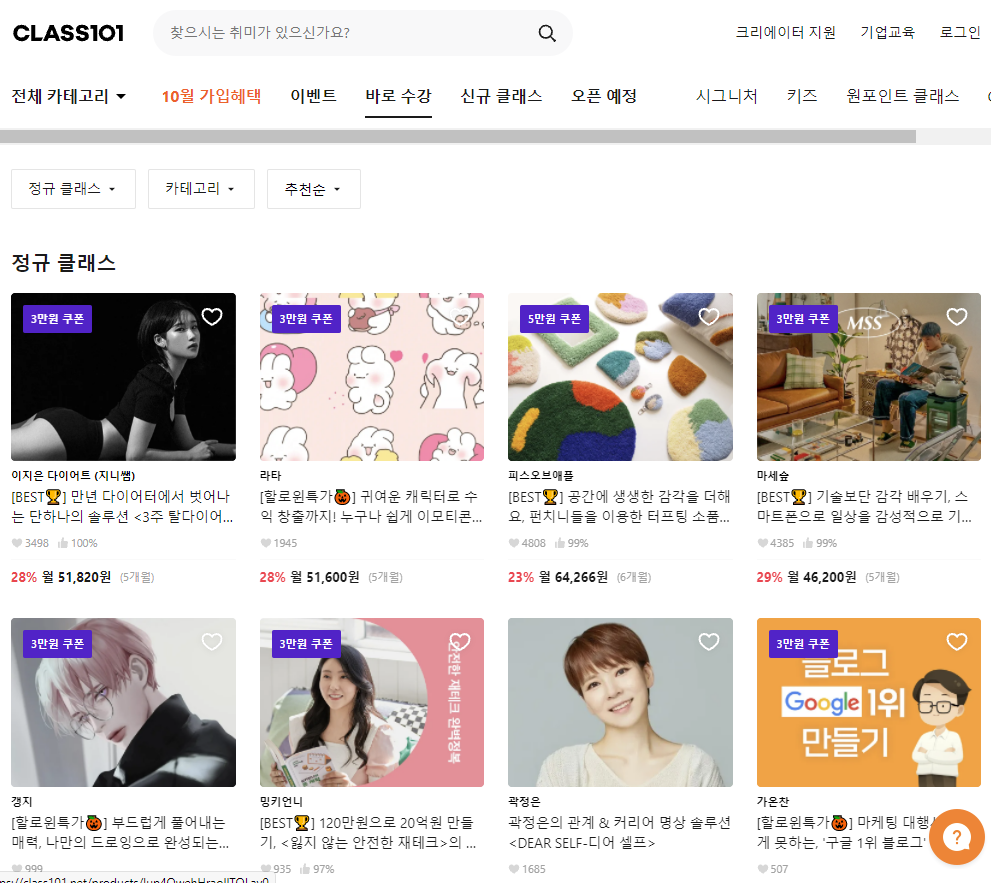 CLASS101
찾으시는 취미가 있으신가요?
크리에이터 지원 기업교육 로그인
전체 카테고리 10월 가입혜택 이벤트 바로 수강 신규 클래스 오픈 예정 시그니처 키즈 원포인트 클래스
정규 클래스 카테고리 추천순
정규 클래스
3만원 쿠폰
이지은 다이어트 (지니쌤)
[BEST🏆] 만년 다이어터에서 벗어나
는 단하나의 솔루션 <3주 탈다이어...
3498 100%
28% 월 51,820원 (5개월)
3만원 쿠폰
라타
[할로윈특가🎃] 귀여운 캐릭터로 수
익 창출까지! 누구나 쉽게 이모티콘...
1945
28% 월 51,600원 (5개월)
5만원 쿠폰
피스오브애플
[BEST🏆] 공간에 생생한 감각을 더해
요, 펀치니들을 이용한 터프팅 소품...
4808 99%
23% 월 64,266원 (6개월)
3만원 쿠폰
MSS
마세슾
[BEST🏆] 기술보단 감각 배우기, 스
마트폰으로 일상을 감성적으로 기...
4385 99%
29% 월 46,200원 (5개월)
3만원 쿠폰
갱지
[할로윈특가🎃] 부드럽게 풀어내는
매력, 나만의 드로잉으로 완성되는...
999
3만원 쿠폰
안전한 재테크 완벽정복
밍키언니
[BEST🏆] 120만원으로 20억원 만들
기, <잃지 않는 안전한 재테크>의 ...
935 97%
곽정은
곽정은의 관계 & 커리어 명상 솔루션
<DEAR SELF-디어 셀프>
1685
3만원 쿠폰
블로그
Google 1위
만들기
가온찬
[할로윈특가🎃] 마케팅 대행
게 못하는, '구글 1위 블로그'
507
?